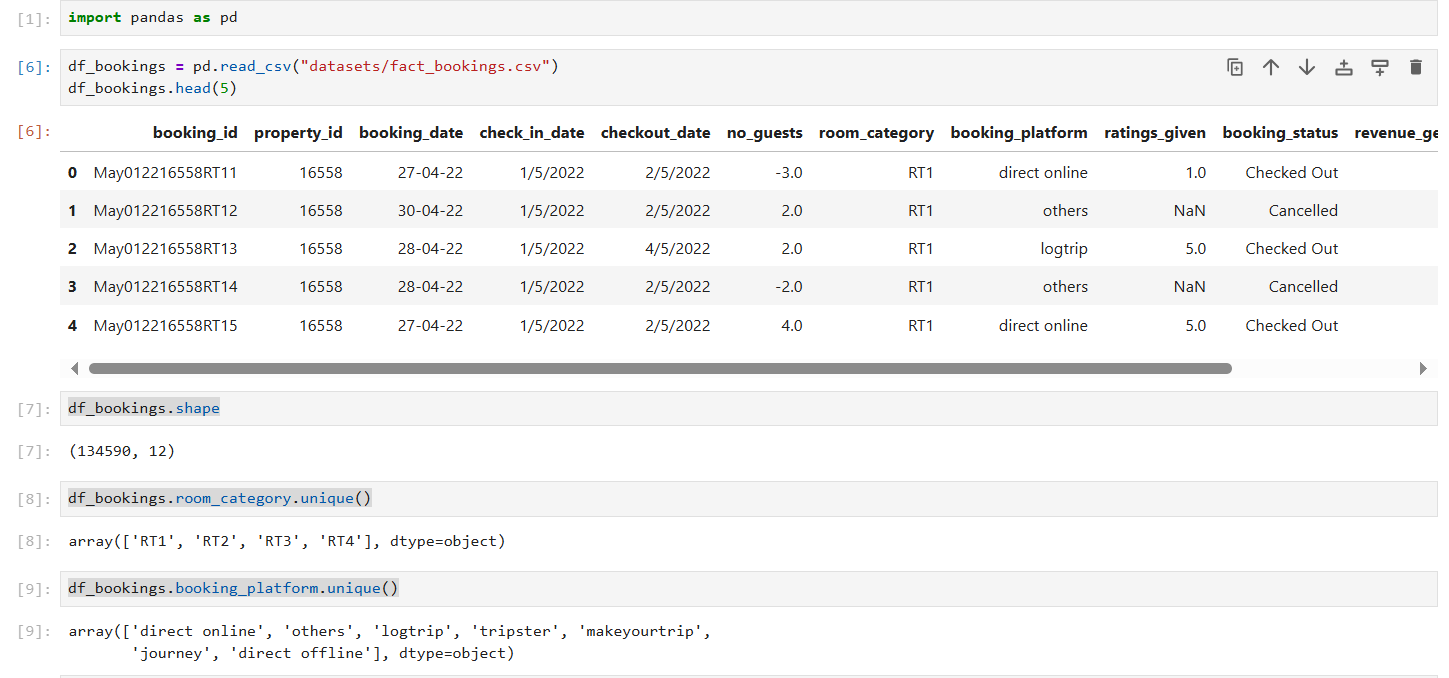 [1]: import pandas as pd
[6]: df_bookings = pd.read_csv("datasets/fact_bookings.csv")
df_bookings.head(5)
[6]: booking_id property_id booking_date check_in_date checkout_date no_guests room_category booking_platform ratings_given booking_status revenue_ge
0 May012216558RT11 16558 27-04-22 1/5/2022 2/5/2022 -3.0 RT1 direct online 1.0 Checked Out
1 May012216558RT12 16558 30-04-22 1/5/2022 2/5/2022 2.0 RT1 others NaN Cancelled
2 May012216558RT13 16558 28-04-22 1/5/2022 4/5/2022 2.0 RT1 logtrip 5.0 Checked Out
3 May012216558RT14 16558 28-04-22 1/5/2022 2/5/2022 -2.0 RT1 others NaN Cancelled
4 May012216558RT15 16558 27-04-22 1/5/2022 2/5/2022 4.0 RT1 direct online 5.0 Checked Out
[7]: df_bookings.shape
[7]: (134590, 12)
[8]: df_bookings.room_category.unique()
[8]: array(['RT1', 'RT2', 'RT3', 'RT4'], dtype=object)
[9]: df_bookings.booking_platform.unique()
[9]: array(['direct online', 'others', 'logtrip', 'tripster', 'makeyourtrip',
'journey', 'direct offline'], dtype=object)